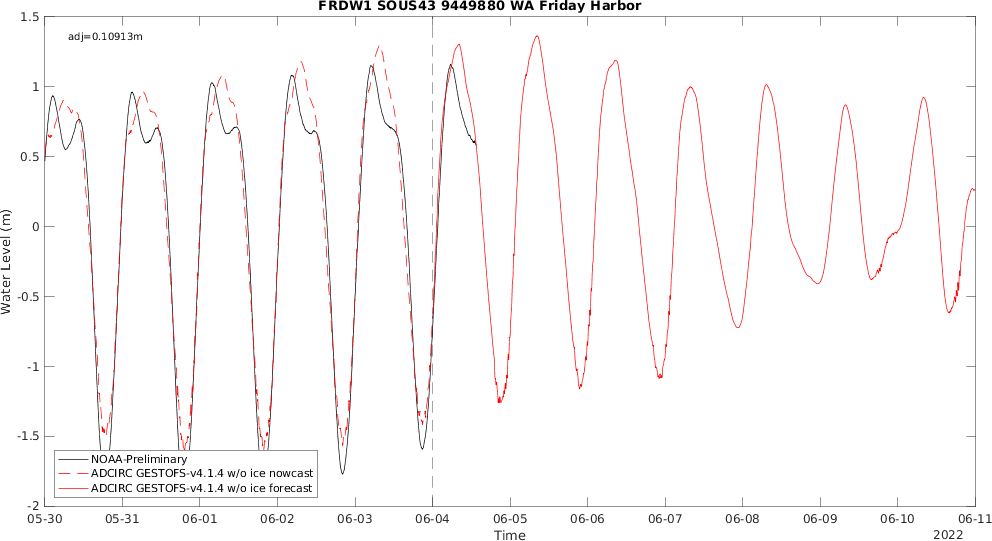 FRDW1 SOUS43 9449880 WA Friday Harbor
adj=0.10913m
1.5
1
0.5
0
-0.5
-1
-1.5
-2
Water Level (m)
NOAA-Preliminary
ADCIRC GESTOFS-v4.1.4 w/o ice nowcast
ADCIRC GESTOFS-v4.1.4 w/o ice forecast
05-30 05-31 06-01 06-02 06-03 06-04 06-05 06-06 06-07 06-08 06-09 06-10 06-11
Time
2022